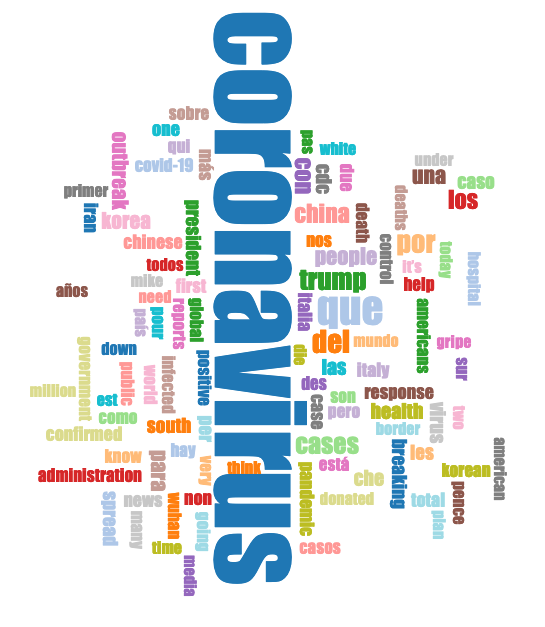 coronavirus
sobre
one
qui
covid-19
más
outbreak
primer
iran
korea
president
chinese
todos
mike
first
need
años
país
pour
reports
global
down
government
public
world
infected
positive
million
est
como
confirmed
south
per
hay
know
para
very
think
administration
spread
news
many
wuhan
non
going
time
media
pas
white
con
cdc
due
under
una
caso
los
china
death
deaths
nos
people
control
por
today
hospital
it's
help
trump
italia
que
americans
del
mundo
gripe
die
las
italy
sur
des
son
response
case
pero
health
virus
two
border
cases
está
breaking
les
korean
american
che
pandemic
donated
total
plan
pence
casos